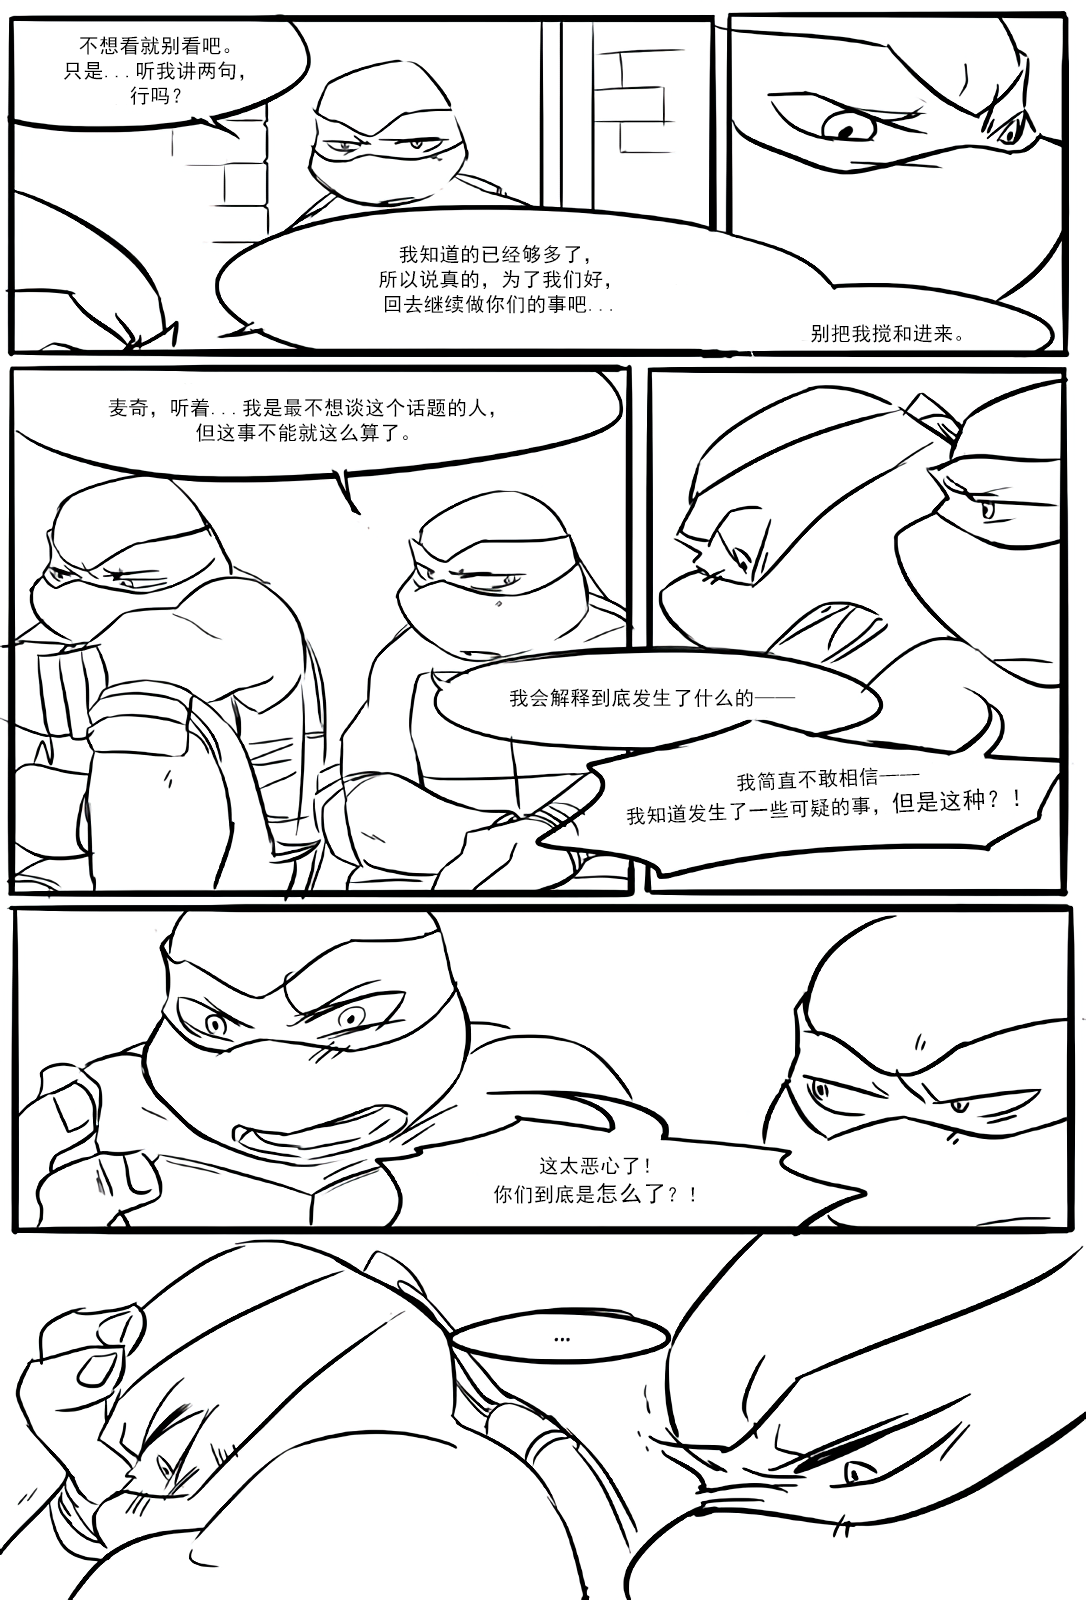 不想看就别看吧。
只是...听我讲两句，
行吗？
我知道的已经够多了，
所以说真的，为了我们好，
回去继续做你们的事吧...
别把我搅和进来。
麦奇，听着...我是最不想谈这个话题的人，
但这事不能就这么算了。
我会解释到底发生了什么的——
我简直不敢相信——
我知道发生了一些可疑的事，但是这种？！
这太恶心了！
你们到底是怎么了？！
...